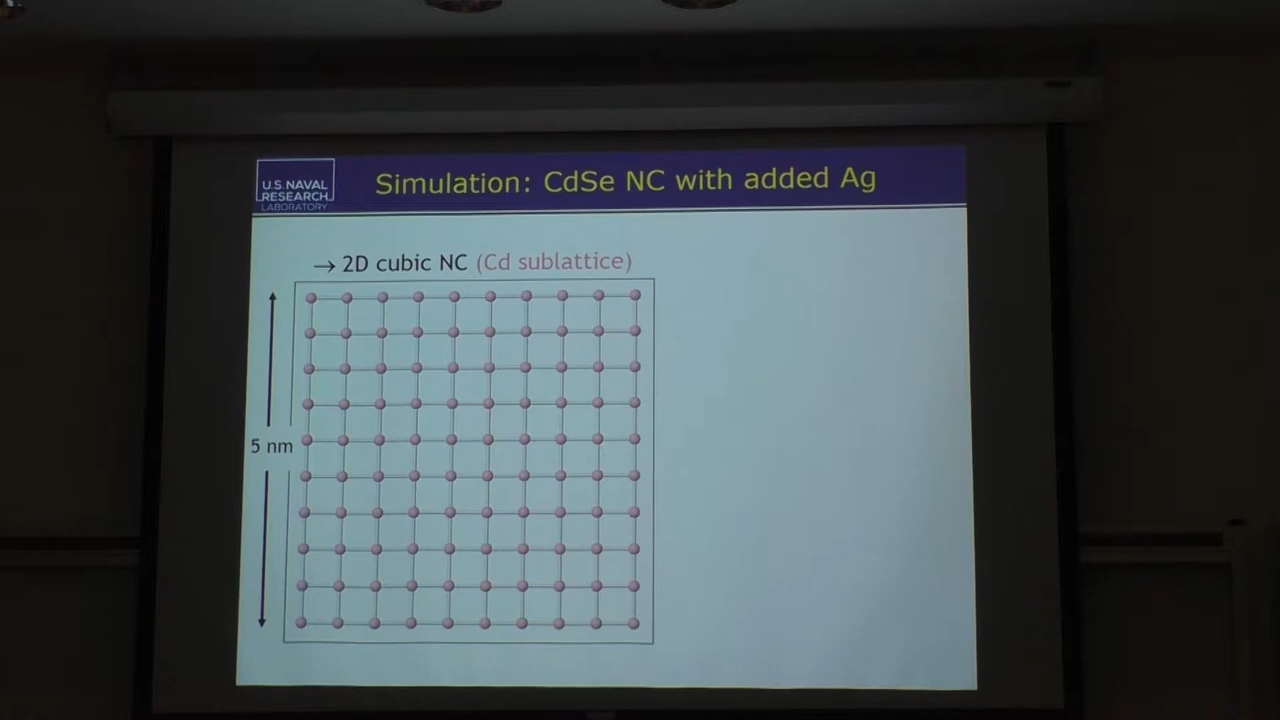 U.S. NAVAL
RESEARCH
LABORATORY
Simulation: CdSe NC with added Ag
→ 2D cubic NC (Cd sublattice)
5 nm